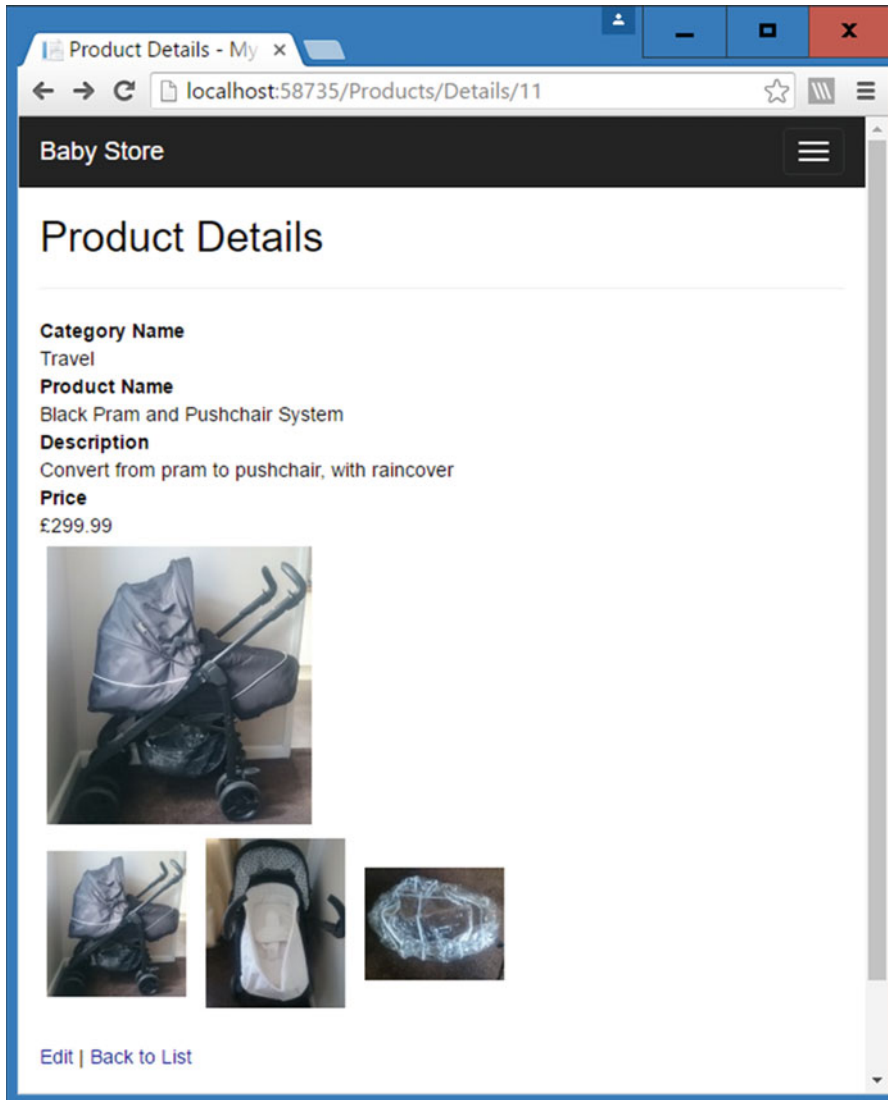 Product Details - My
localhost:58735/Products/Details/11
Baby Store
Product Details
Category Name
Travel
Product Name
Black Pram and Pushchair System
Description
Convert from pram to pushchair, with raincover
Price
£299.99
Edit | Back to List